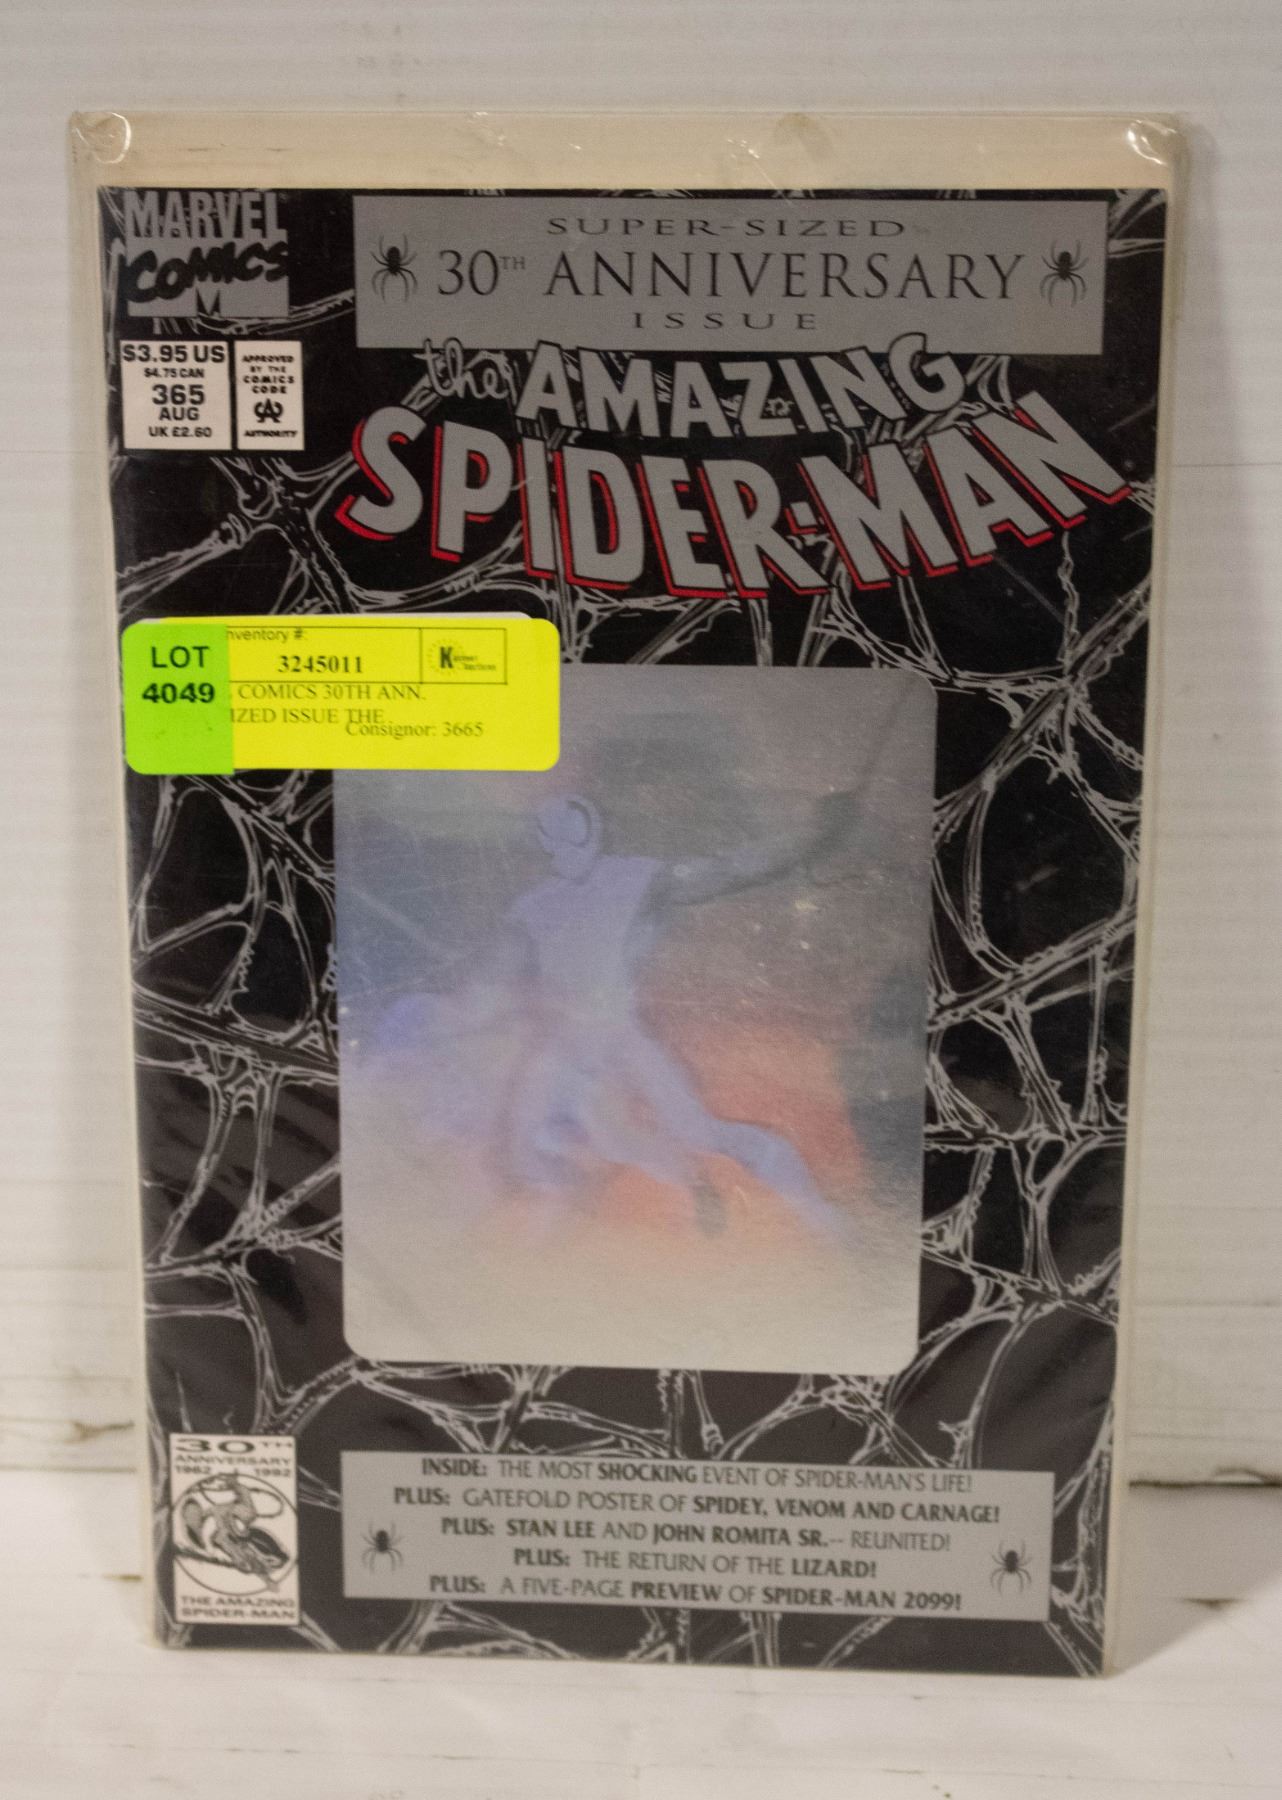 MARVEL
COMICS
M
SUPER-SIZED
30TH ANNIVERSARY
ISSUE
$3.95 US
$4.75 CAN
365
AUG
UK £2.60
APPROVED
BY THE
COMICS
CODE
CA
AUTHORITY
the AMAZING
SPIDER-MAN
LOT
4049
nventory #:
3245011
COMICS 30TH ANN.
IZED ISSUE THE
Consignor: 3665
30TH
ANNIVERSARY
1962 1992
THE AMAZING
SPIDER-MAN
INSIDE: THE MOST SHOCKING EVENT OF SPIDER-MAN'S LIFE!
PLUS: GATEFOLD POSTER OF SPIDEY, VENOM AND CARNAGE!
PLUS: STAN LEE AND JOHN ROMITA SR.-- REUNITED!
PLUS: THE RETURN OF THE LIZARD!
PLUS: A FIVE-PAGE PREVIEW OF SPIDER-MAN 2099!